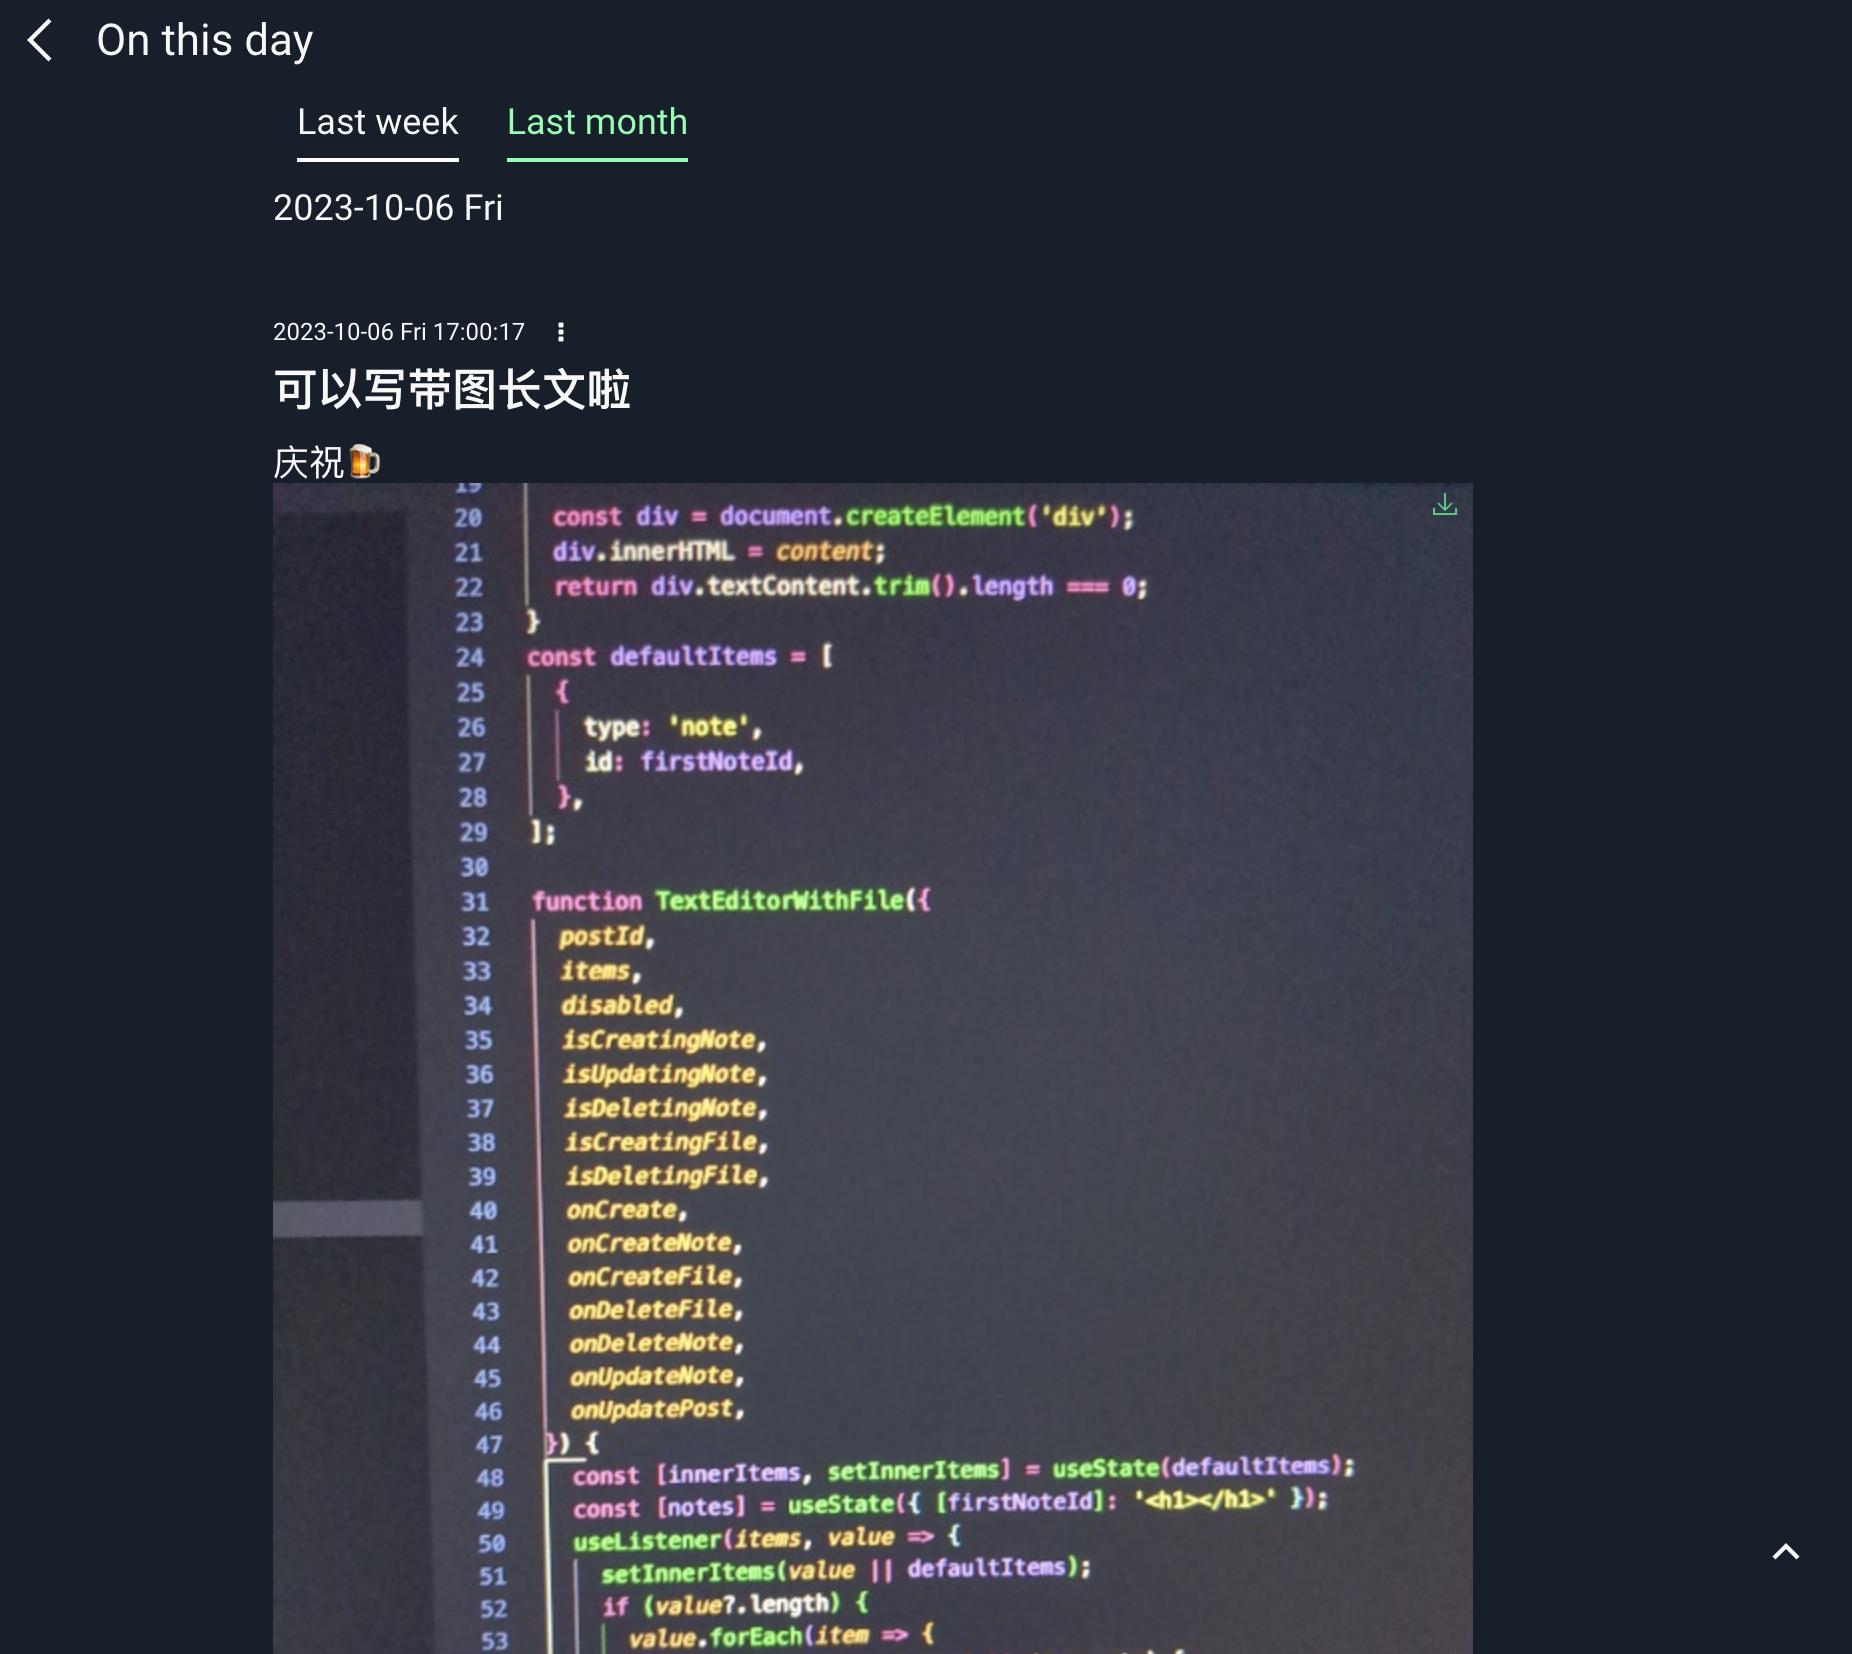 On this day
Last week Last month
2023-10-06 Fri
2023-10-06 Fri 17:00:17
可以写带图长文啦
庆祝🍺
19
20 const div = document.createElement('div');
21 div.innerHTML = content;
22 return div.textContent.trim().length === 0;
23 }
24 const defaultItems = [
25 {
26 type: 'note',
27 id: firstNoteId,
28 },
29 ];
30
31 function TextEditorWithFile({
32 postId,
33 items,
34 disabled,
35 isCreatingNote,
36 isUpdatingNote,
37 isDeletingNote,
38 isCreatingFile,
39 isDeletingFile,
40 onCreate,
41 onCreateNote,
42 onCreateFile,
43 onDeleteFile,
44 onDeleteNote,
45 onUpdateNote,
46 onUpdatePost,
47 }) {
48 const [innerItems, setInnerItems] = useState(defaultItems);
49 const [notes] = useState({ [firstNoteId]: '<h1></h1>' });
50 useListener(items, value => {
51 setInnerItems(value || defaultItems);
52 if (value?.length) {
53 value.forEach(item => {